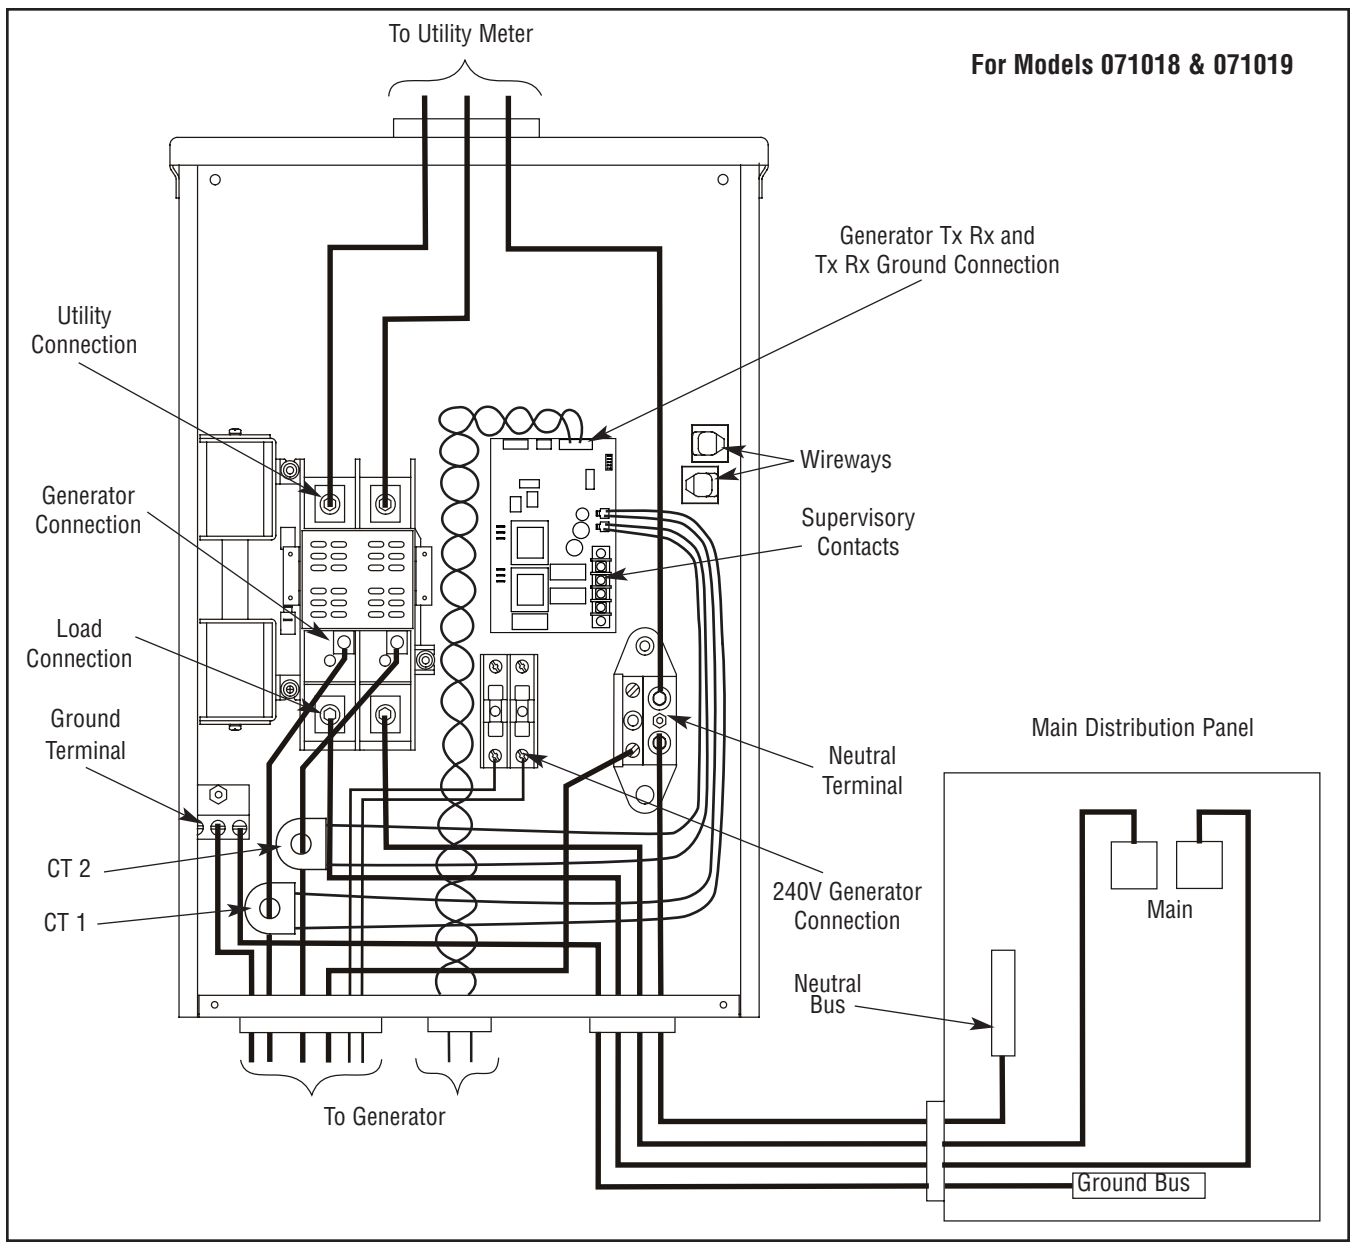 To Utility Meter
For Models 071018 & 071019
Generator Tx Rx and
Tx Rx Ground Connection
Utility
Connection
Wireways
Generator
Connection
Supervisory
Contacts
Load
Connection
Ground
Terminal
Main Distribution Panel
Neutral
Terminal
CT 2
240V Generator
Connection
CT 1
Main
Neutral
Bus
To Generator
Ground Bus